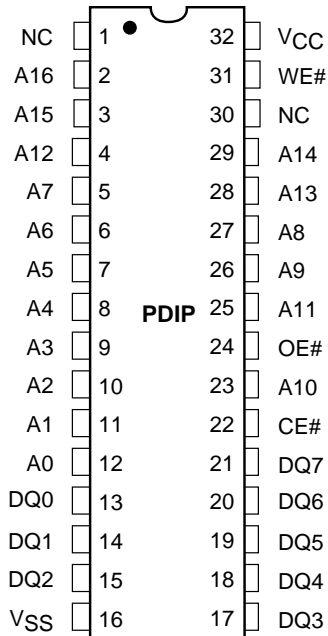 NC 1 32 VCC
A16 2 31 WE#
A15 3 30 NC
A12 4 29 A14
A7 5 28 A13
A6 6 27 A8
A5 7 26 A9
A4 8 PDIP 25 A11
A3 9 24 OE#
A2 10 23 A10
A1 11 22 CE#
A0 12 21 DQ7
DQ0 13 20 DQ6
DQ1 14 19 DQ5
DQ2 15 18 DQ4
VSS 16 17 DQ3